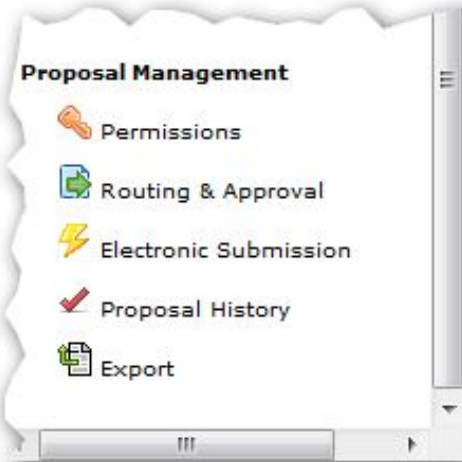 Proposal Management
Permissions
Routing & Approval
Electronic Submission
Proposal History
Export